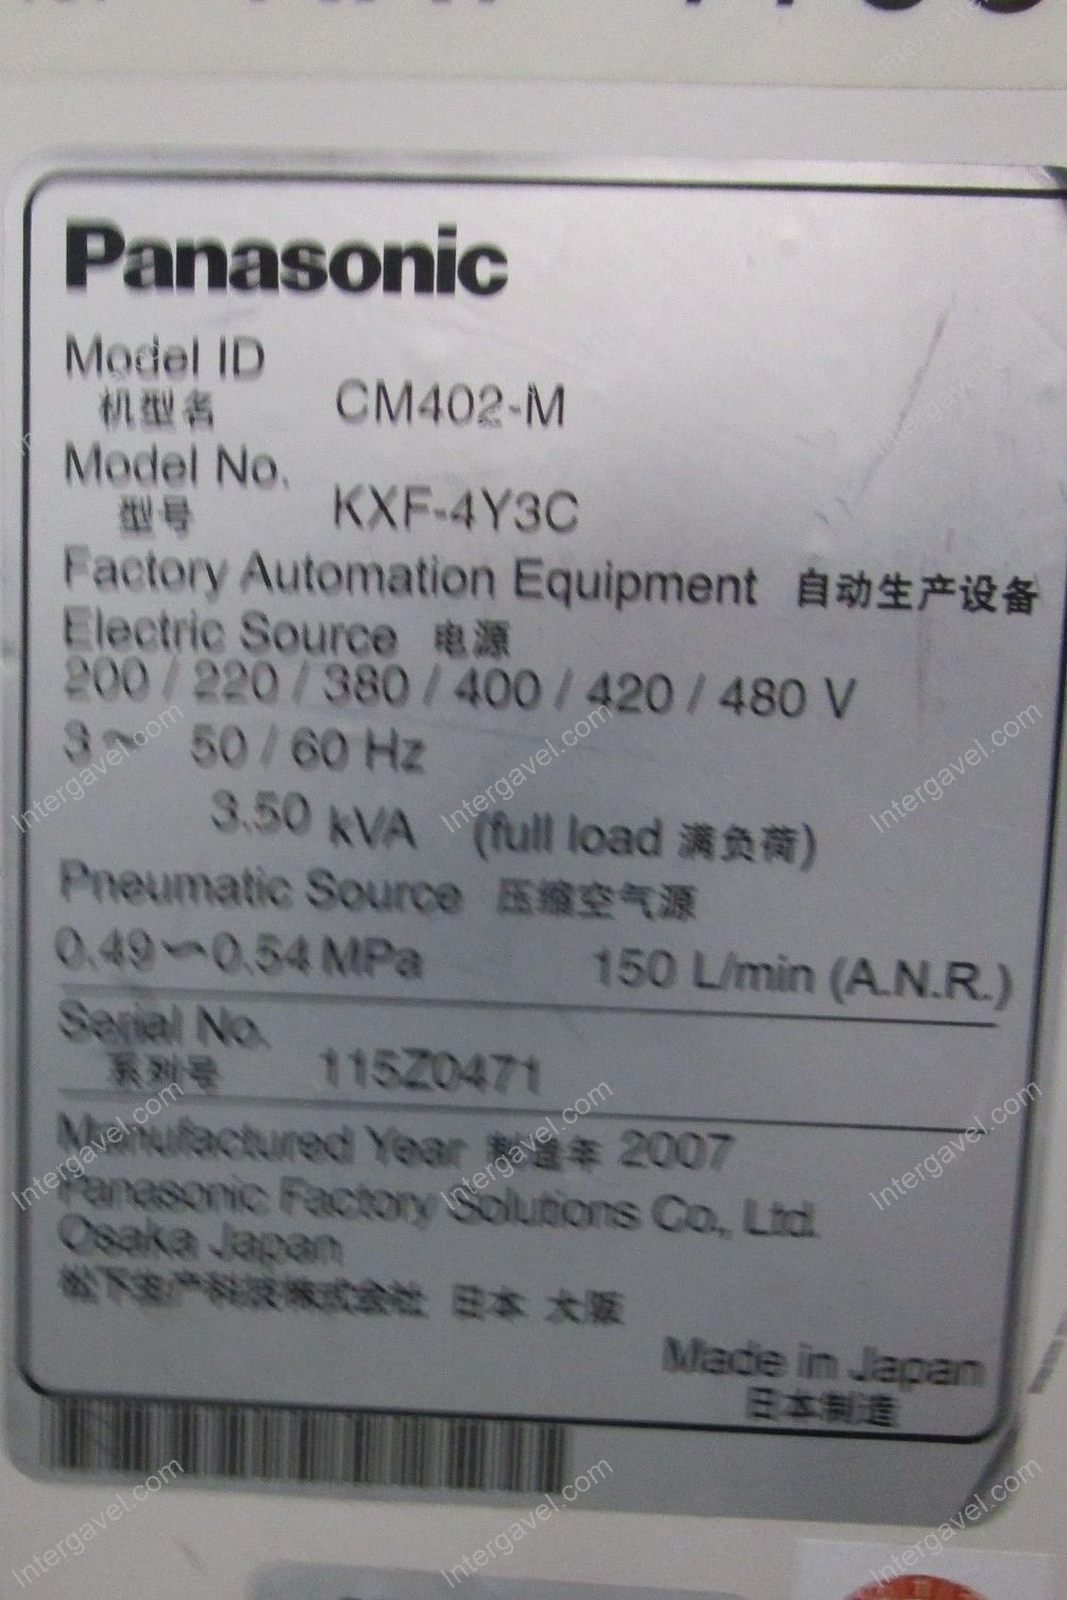 Panasonic
Model ID
机型名 CM402-M
Model No.
型号 KXF-4Y3C
Factory Automation Equipment 自动生产设备
Electric Source 电源
200 / 220 / 380 / 400 / 420 / 480 V
3～ 50 / 60 Hz
3.50 kVA (full load 满负荷)
Pneumatic Source 压缩空气源
0.49～0.54 MPa 150 L/min (A.N.R.)
Serial No.
系列号 115Z0471
Manufactured Year 制造年 2007
Panasonic Factory Solutions Co., Ltd.
Osaka Japan
松下生产科技株式会社 日本 大阪
Made in Japan
日本制造
Intergavel.com